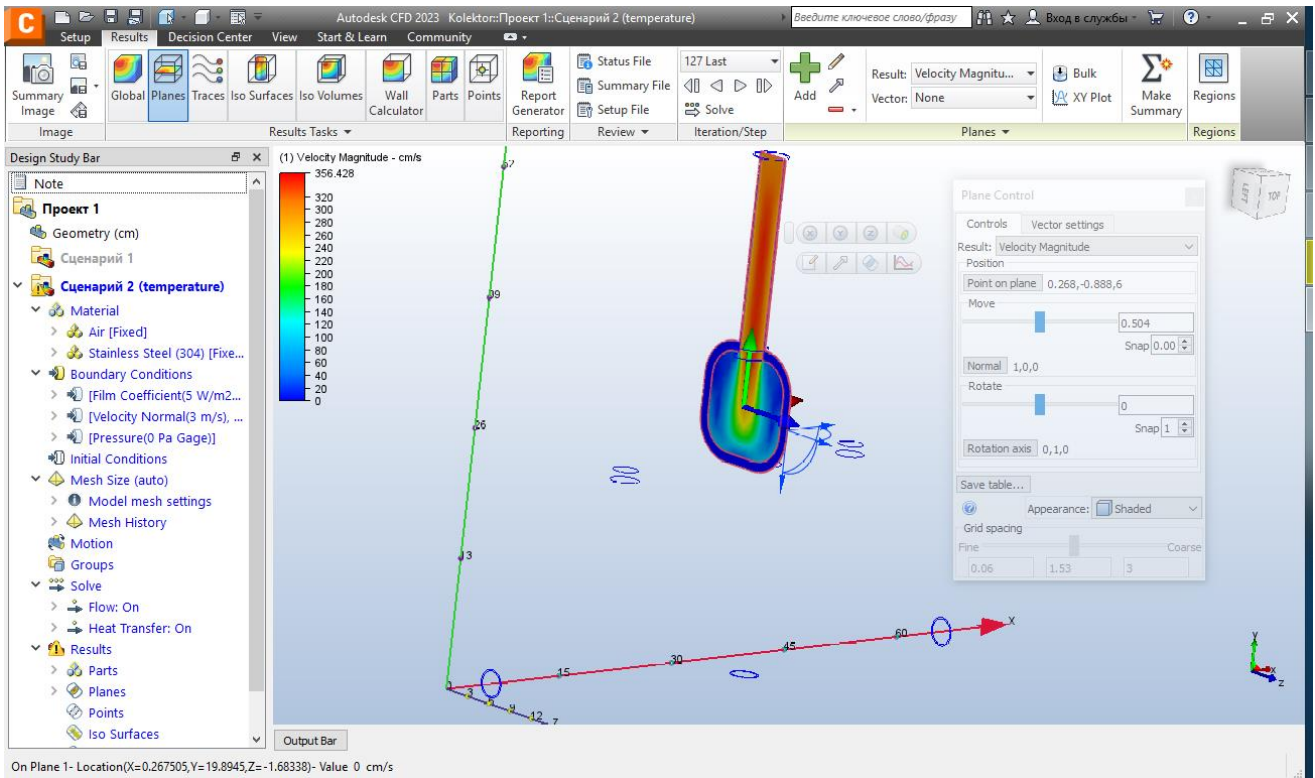 C
Autodesk CFD 2023 Kolektor::Проект 1::Сценарий 2 (temperature)
Введите ключевое слово/фразу
Вход в службы
Setup Results Decision Center View Start & Learn Community
Summary Image
Global
Planes
Traces
Iso Surfaces
Iso Volumes
Wall Calculator
Parts
Points
Report Generator
Status File
Summary File
Setup File
127 Last
Solve
Add
Result: Velocity Magnitu...
Vector: None
Bulk
XY Plot
Make Summary
Regions
Image
Results Tasks
Reporting
Review
Iteration/Step
Planes
Regions
Design Study Bar
Note
Проект 1
Geometry (cm)
Сценарий 1
Сценарий 2 (temperature)
Material
Air [Fixed]
Stainless Steel (304) [Fixe...
Boundary Conditions
[Film Coefficient(5 W/m2...
[Velocity Normal(3 m/s), ...
[Pressure(0 Pa Gage)]
Initial Conditions
Mesh Size (auto)
Model mesh settings
Mesh History
Motion
Groups
Solve
Flow: On
Heat Transfer: On
Results
Parts
Planes
Points
Iso Surfaces
(1) Velocity Magnitude - cm/s
356.428
320
300
280
260
240
220
200
180
160
140
120
100
80
60
40
20
0
39
26
13
3
9
12
Z
15
30
45
60
X
LEFT
TOP
Plane Control
Controls Vector settings
Result: Velocity Magnitude
Position
Point on plane 0.268,-0.888,6
Move
0.504
Snap 0.00
Normal 1,0,0
Rotate
0
Snap 1
Rotation axis 0,1,0
Save table...
Appearance: Shaded
Grid spacing
Fine Coarse
0.06 1.53 3
y
x
z
Output Bar
On Plane 1- Location(X=0.267505,Y=19.8945,Z=-1.68338)- Value 0 cm/s